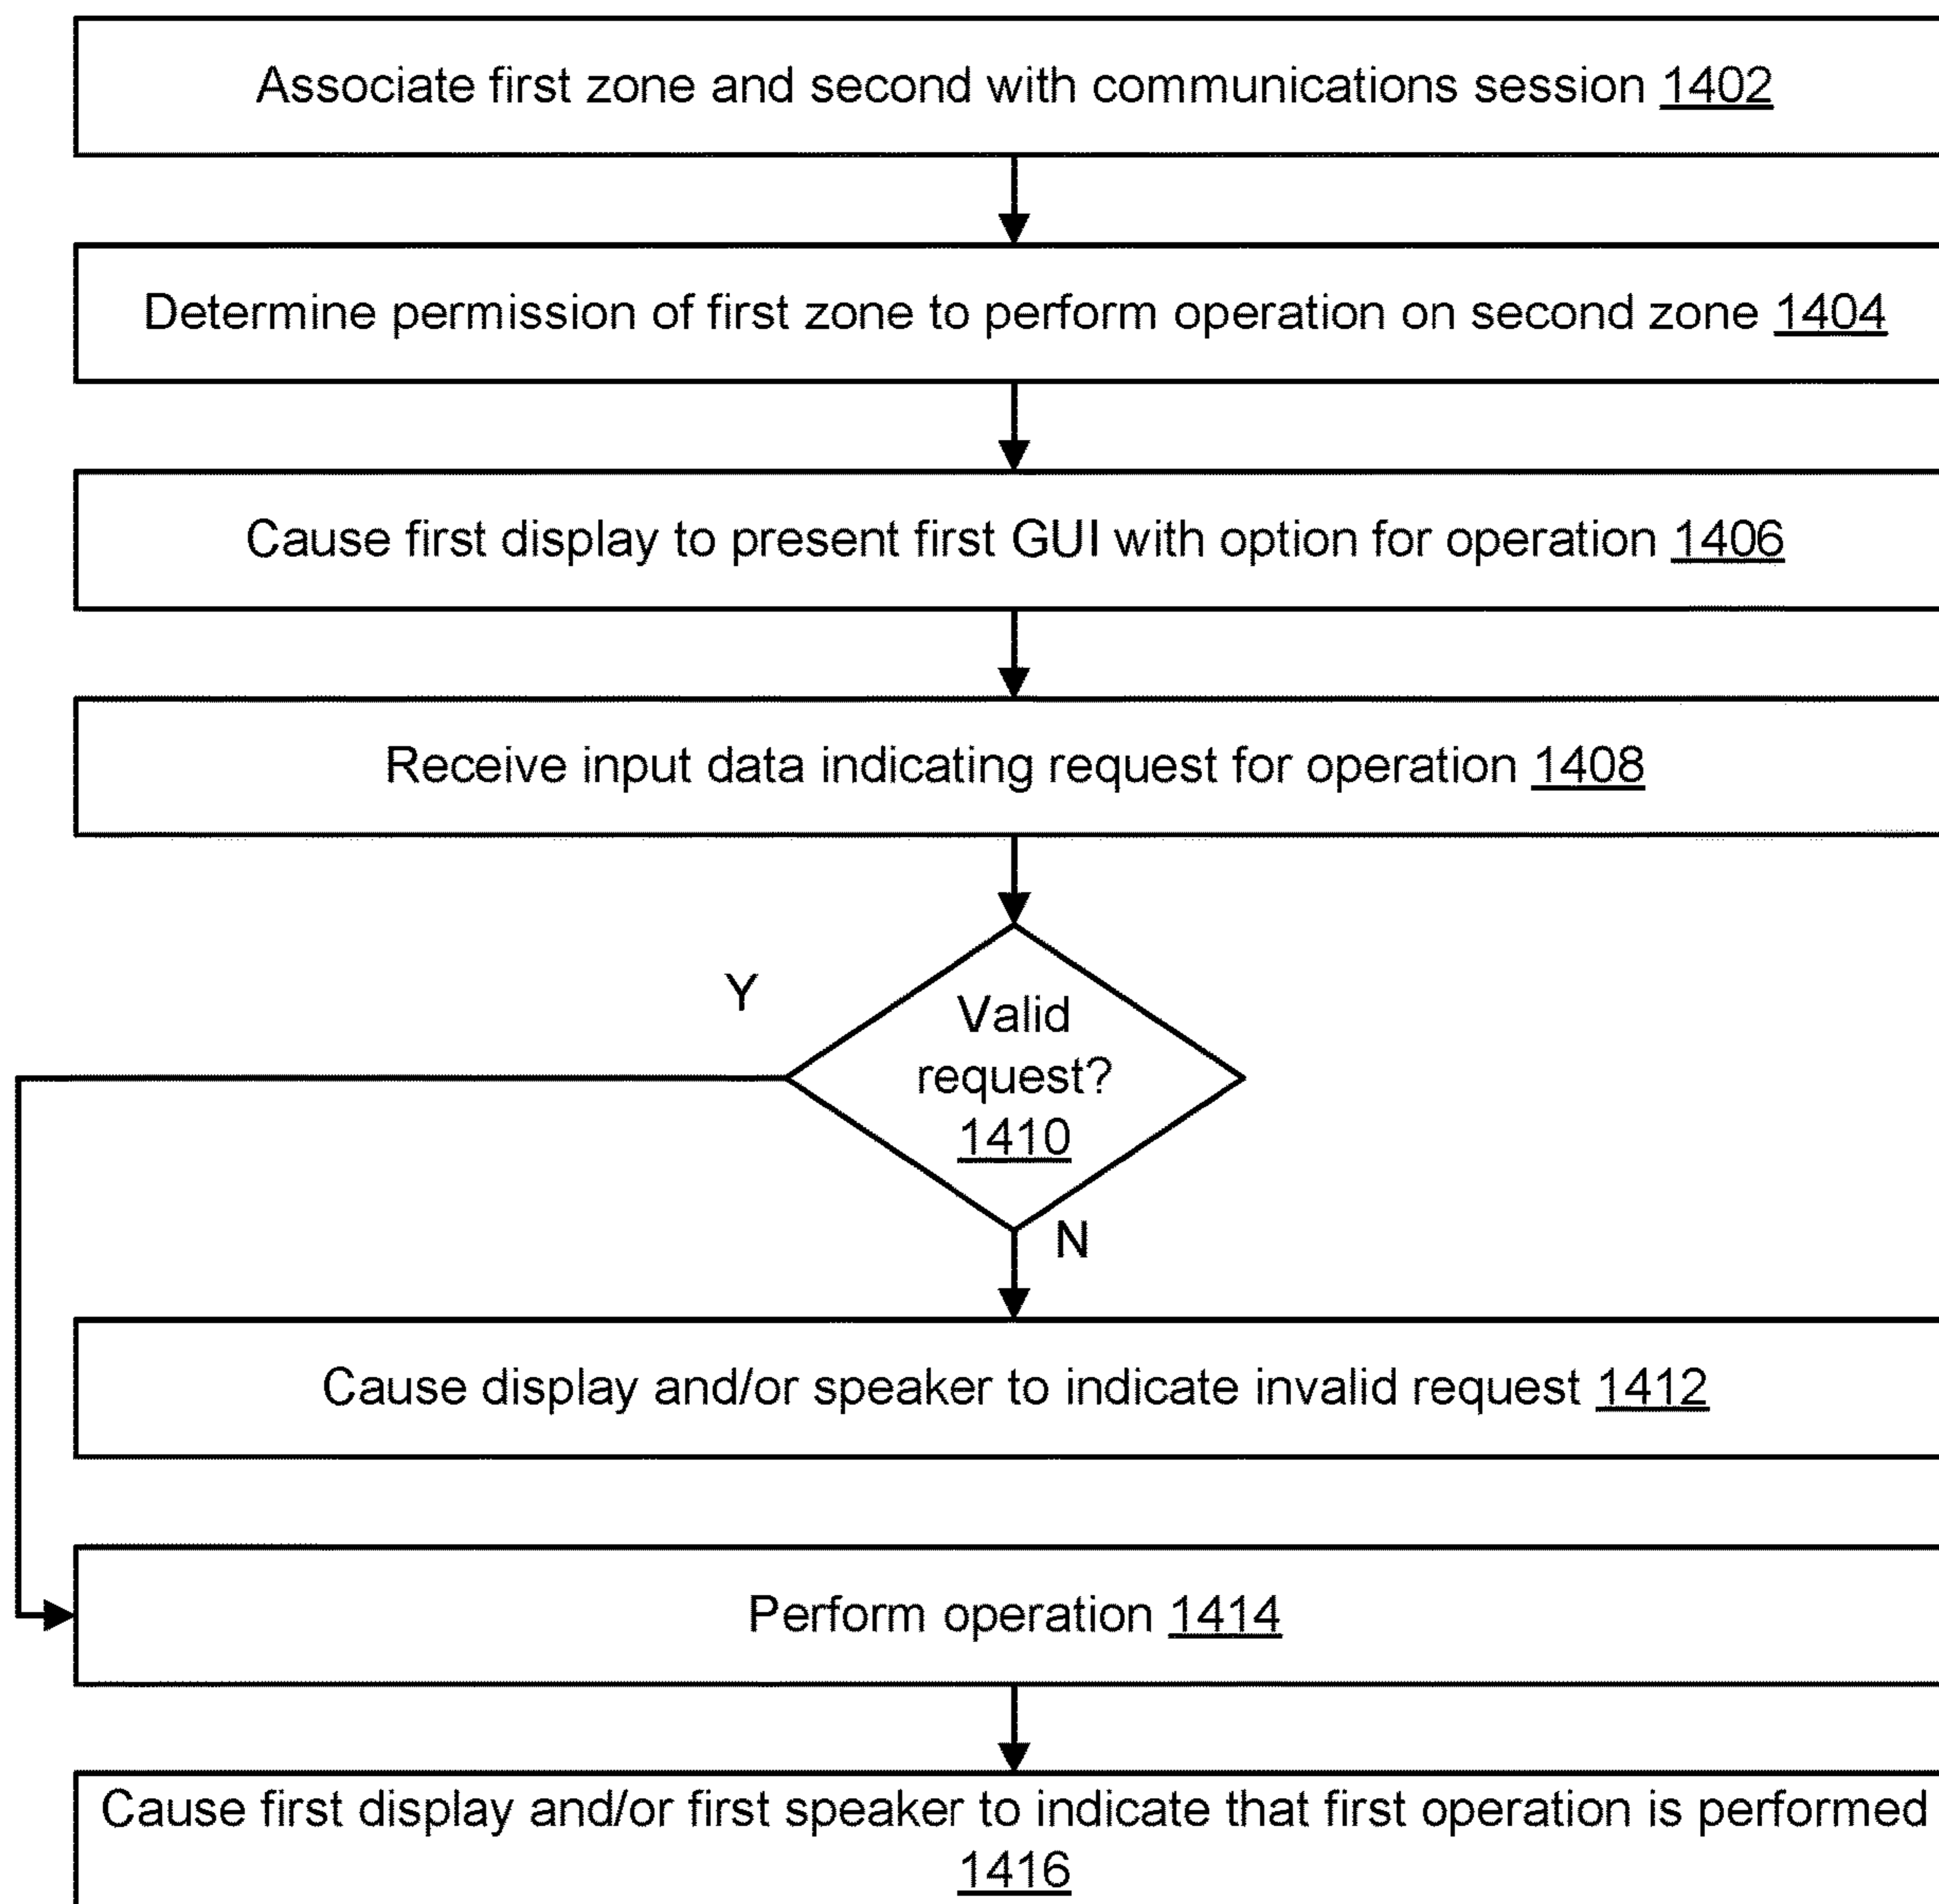 Associate first zone and second with communications session 1402
Determine permission of first zone to perform operation on second zone 1404
Cause first display to present first GUI with option for operation 1406
Receive input data indicating request for operation 1408
Y
Valid
request?
1410
N
Cause display and/or speaker to indicate invalid request 1412
Perform operation 1414
Cause first display and/or first speaker to indicate that first operation is performed
1416